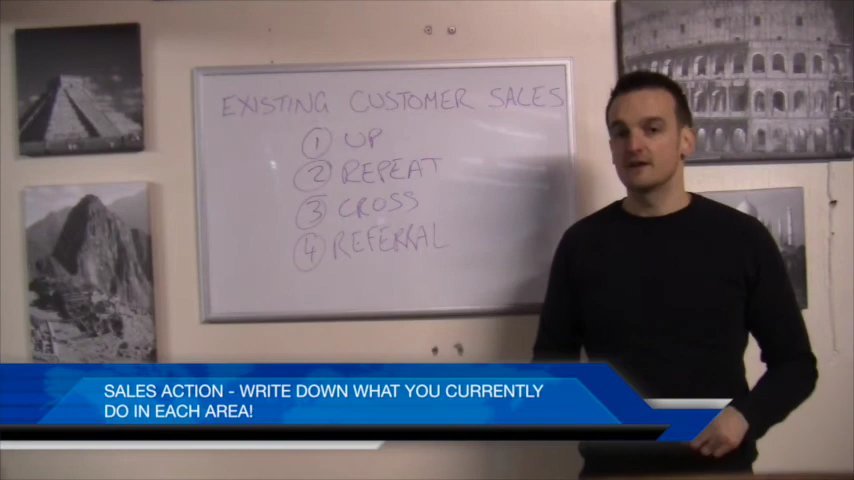 EXISTING CUSTOMER SALES
1 UP
2 REPEAT
3 CROSS
4 REFERRAL
SALES ACTION - WRITE DOWN WHAT YOU CURRENTLY
DO IN EACH AREA!